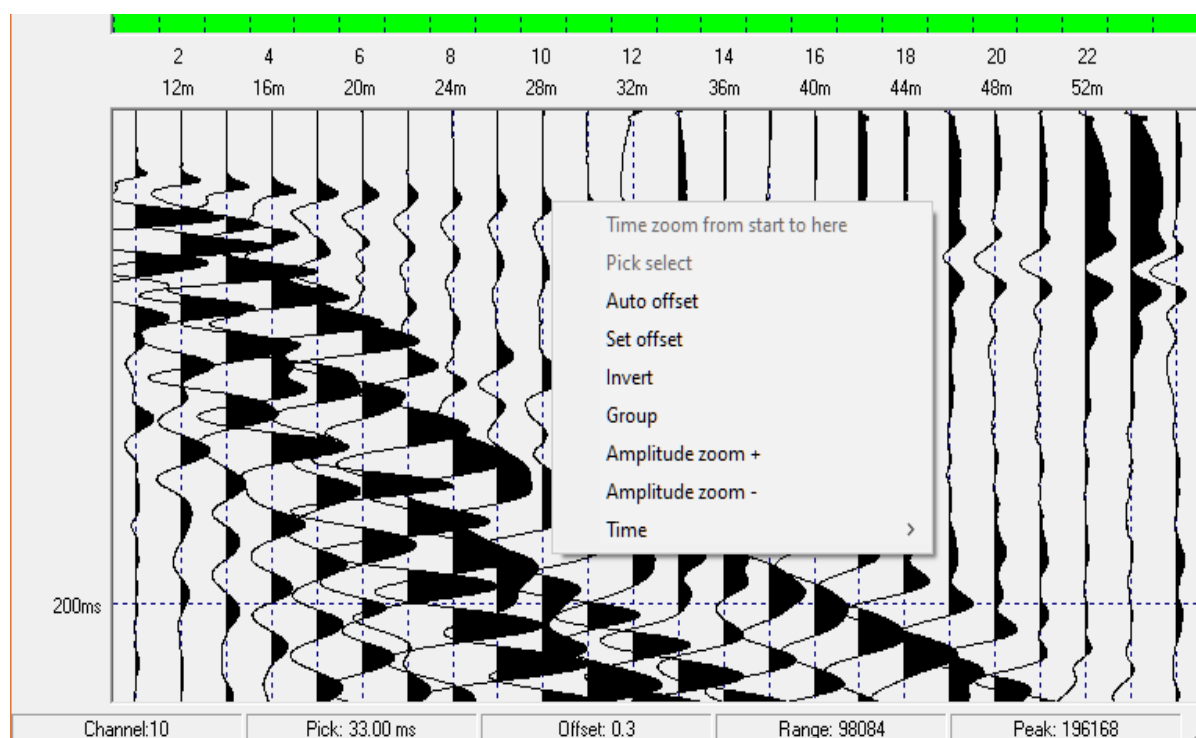 2 4 6 8 10 12 14 16 18 20 22
12m 16m 20m 24m 28m 32m 36m 40m 44m 48m 52m
Time zoom from start to here
Pick select
Auto offset
Set offset
Invert
Group
Amplitude zoom +
Amplitude zoom -
Time
200ms
Channel:10 Pick: 33.00 ms Offset: 0.3 Range: 98084 Peak: 196168